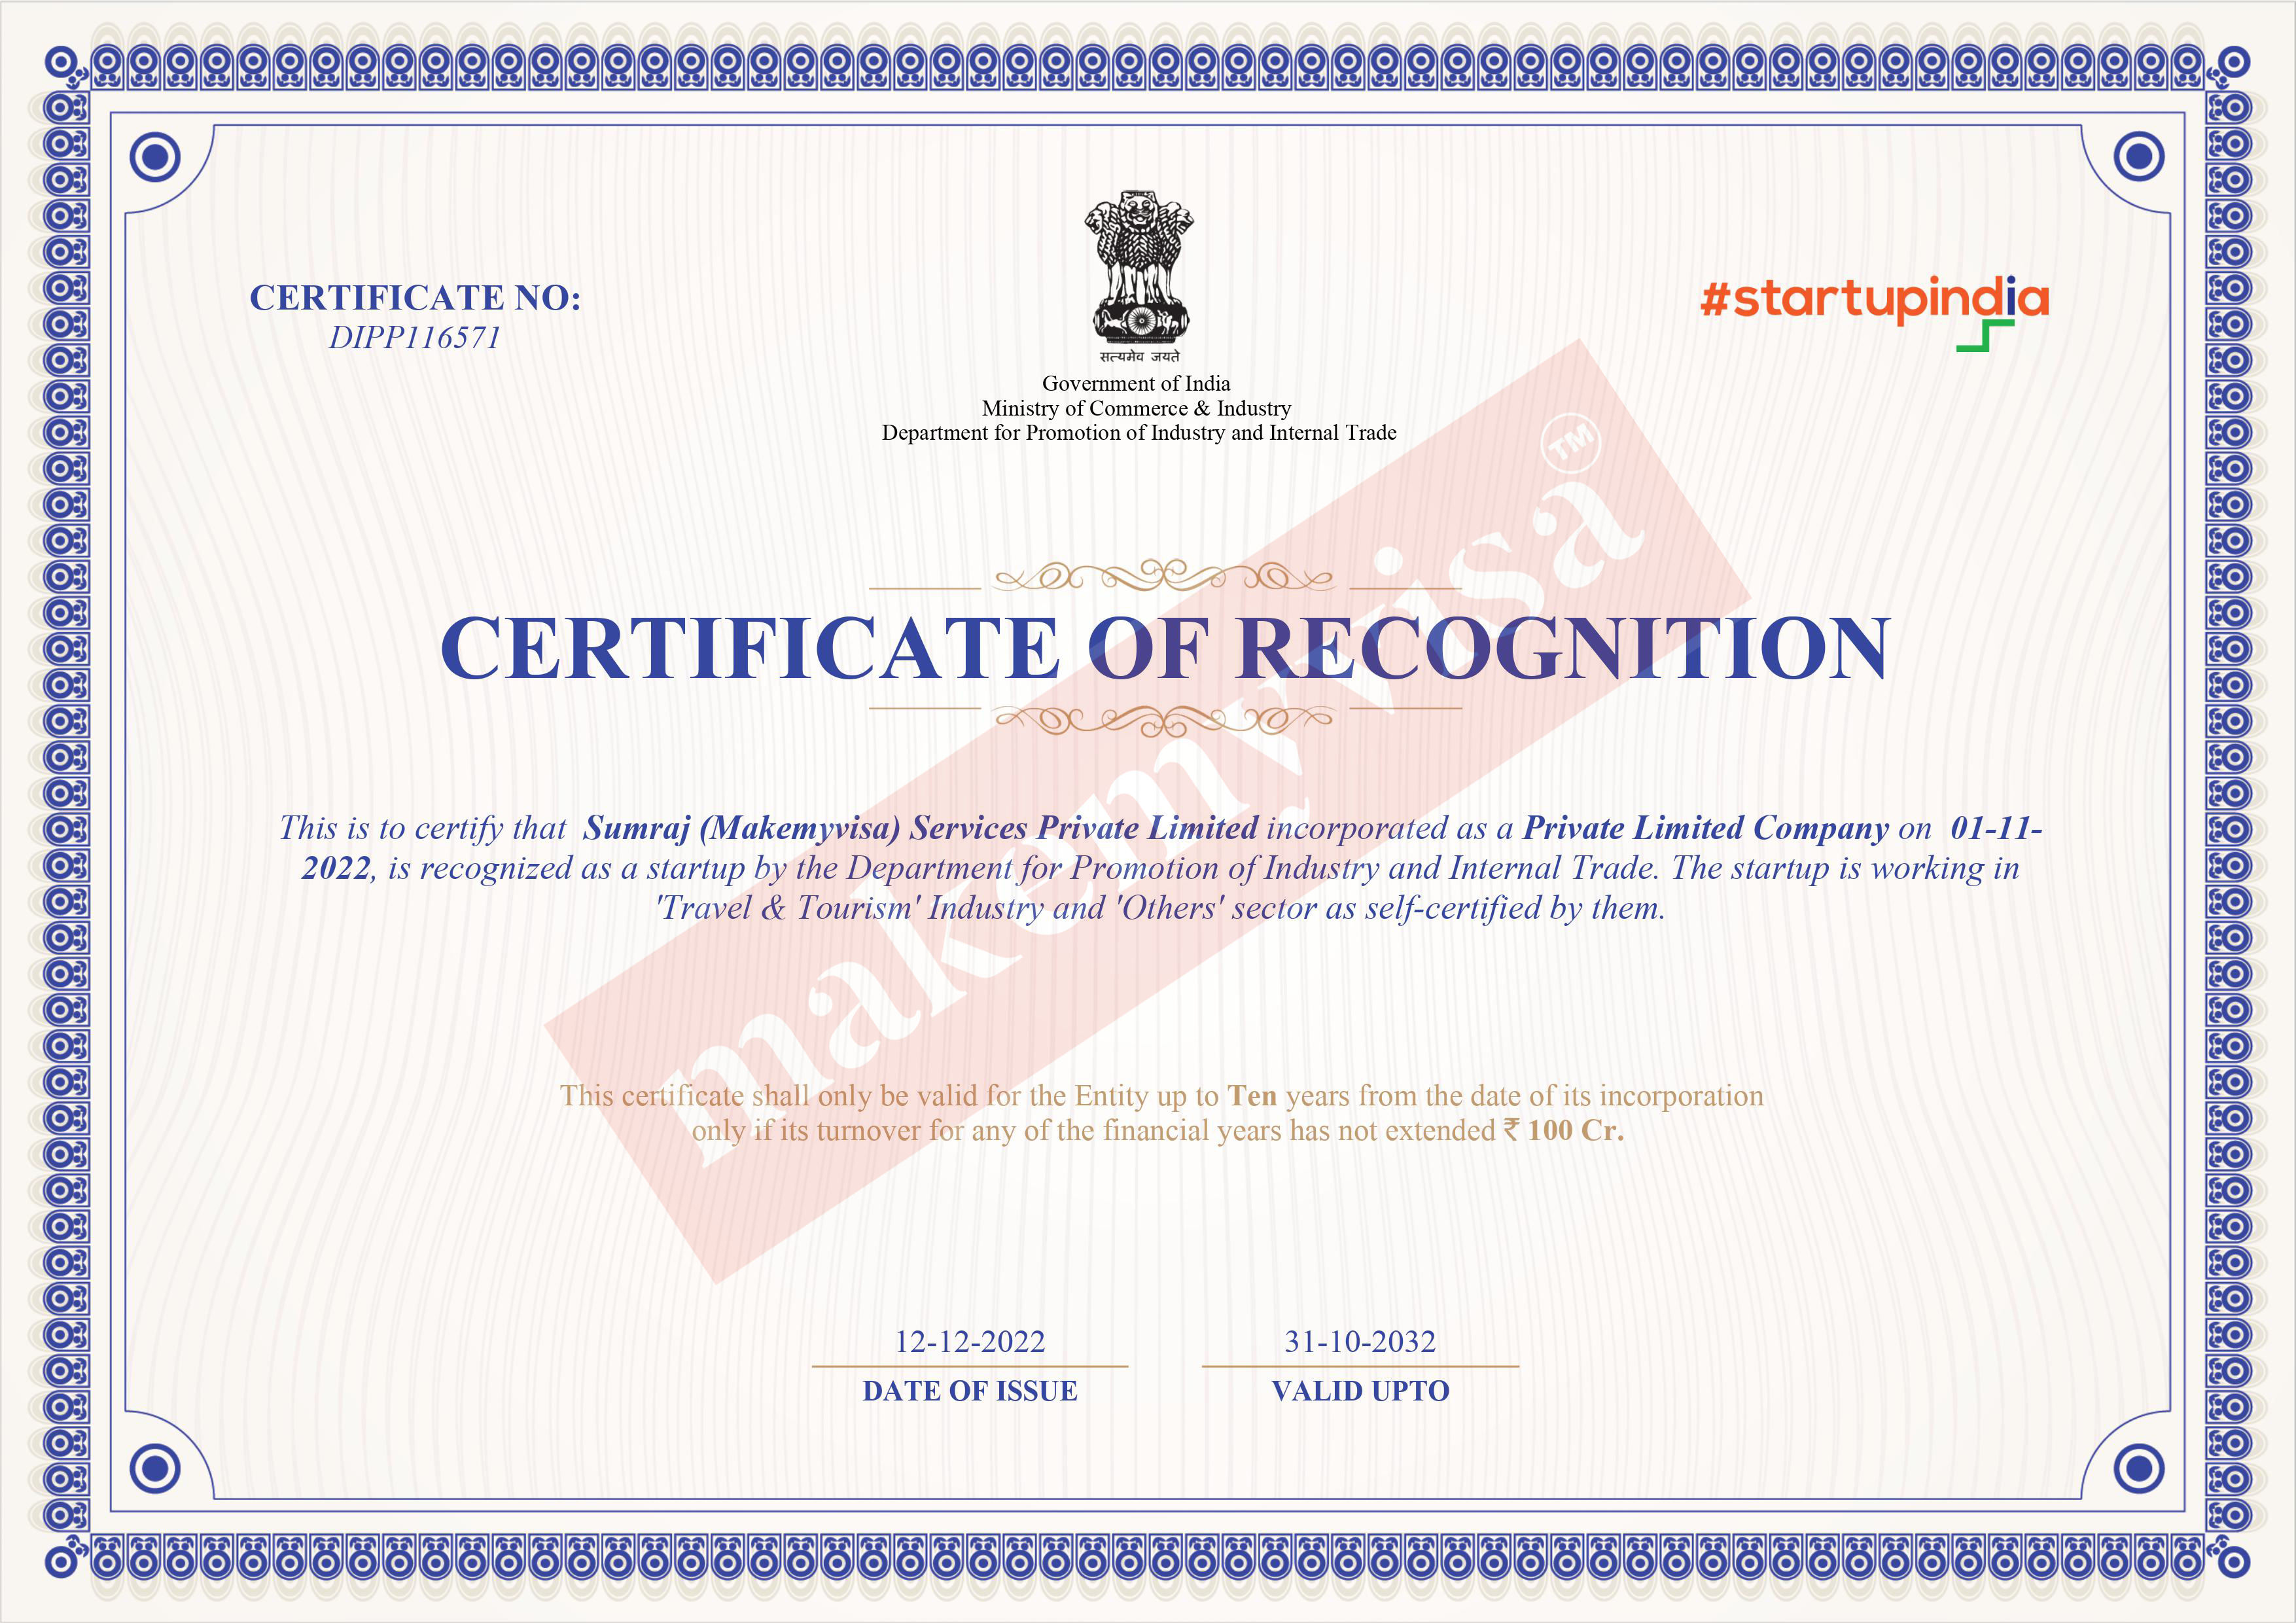 CERTIFICATE NO:
DIPP116571
सत्यमेव जयते
#startupindia
Government of India
Ministry of Commerce & Industry
Department for Promotion of Industry and Internal Trade
CERTIFICATE OF RECOGNITION
This is to certify that Sumraj (Makemyvisa) Services Private Limited incorporated as a Private Limited Company on 01-11-
2022, is recognized as a startup by the Department for Promotion of Industry and Internal Trade. The startup is working in
'Travel & Tourism' Industry and 'Others' sector as self-certified by them.
makemyvisa TM
This certificate shall only be valid for the Entity up to Ten years from the date of its incorporation
only if its turnover for any of the financial years has not extended ₹ 100 Cr.
12-12-2022
DATE OF ISSUE
31-10-2032
VALID UPTO